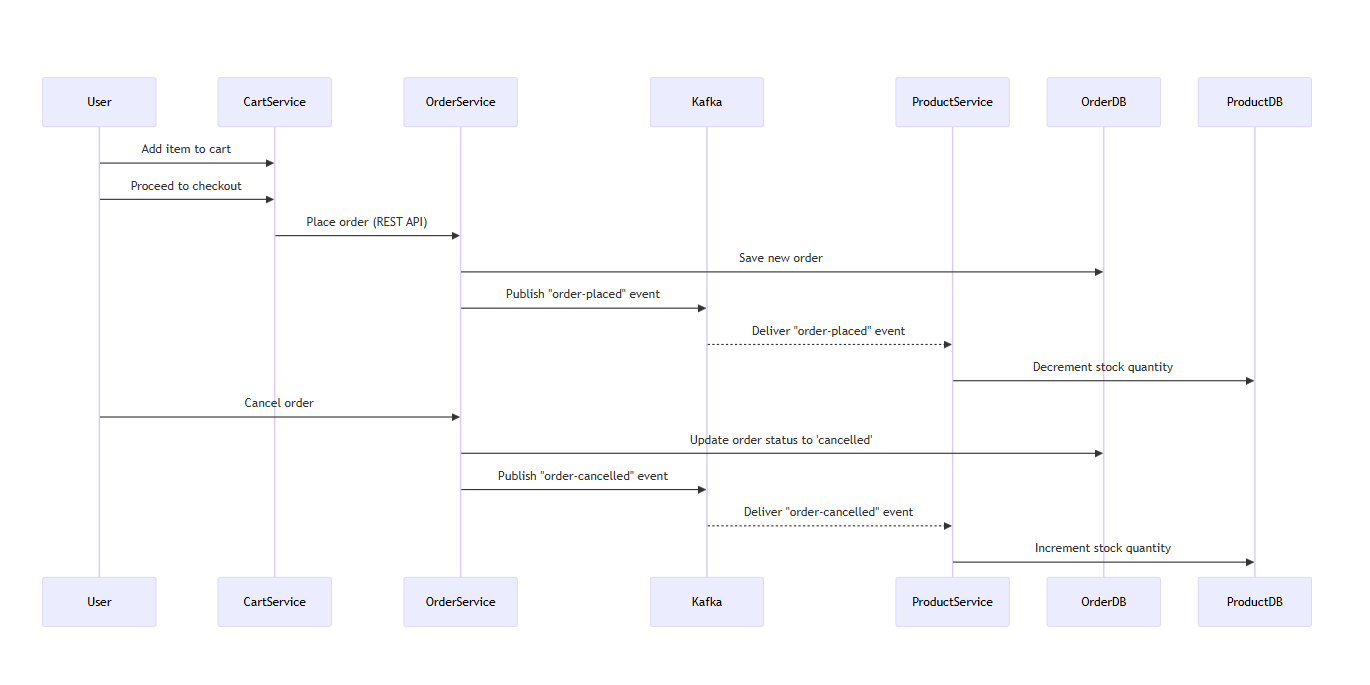 User
CartService
OrderService
Kafka
ProductService
OrderDB
ProductDB
Add item to cart
Proceed to checkout
Place order (REST API)
Save new order
Publish "order-placed" event
Deliver "order-placed" event
Decrement stock quantity
Cancel order
Update order status to 'cancelled'
Publish "order-cancelled" event
Deliver "order-cancelled" event
Increment stock quantity
User
CartService
OrderService
Kafka
ProductService
OrderDB
ProductDB